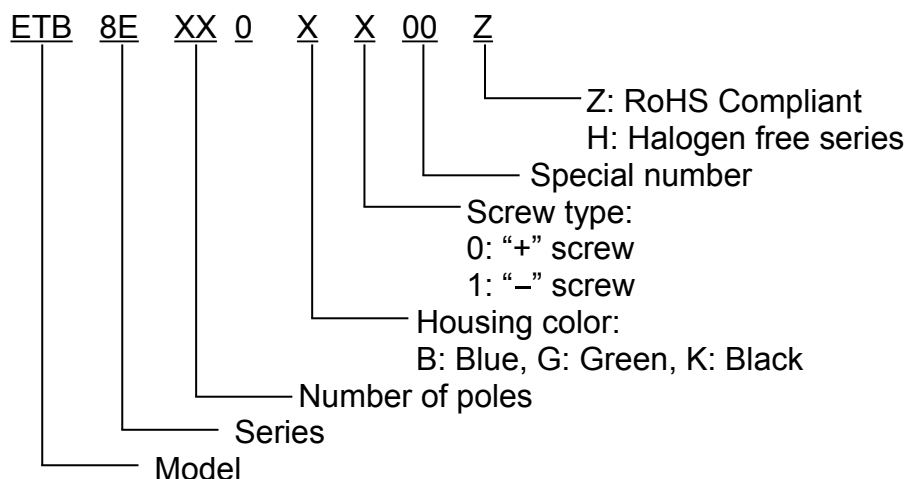 ETB 8E XX 0 X X 00 Z
Z: RoHS Compliant
H: Halogen free series
Special number
Screw type:
0: “+” screw
1: “–” screw
Housing color:
B: Blue, G: Green, K: Black
Number of poles
Series
Model